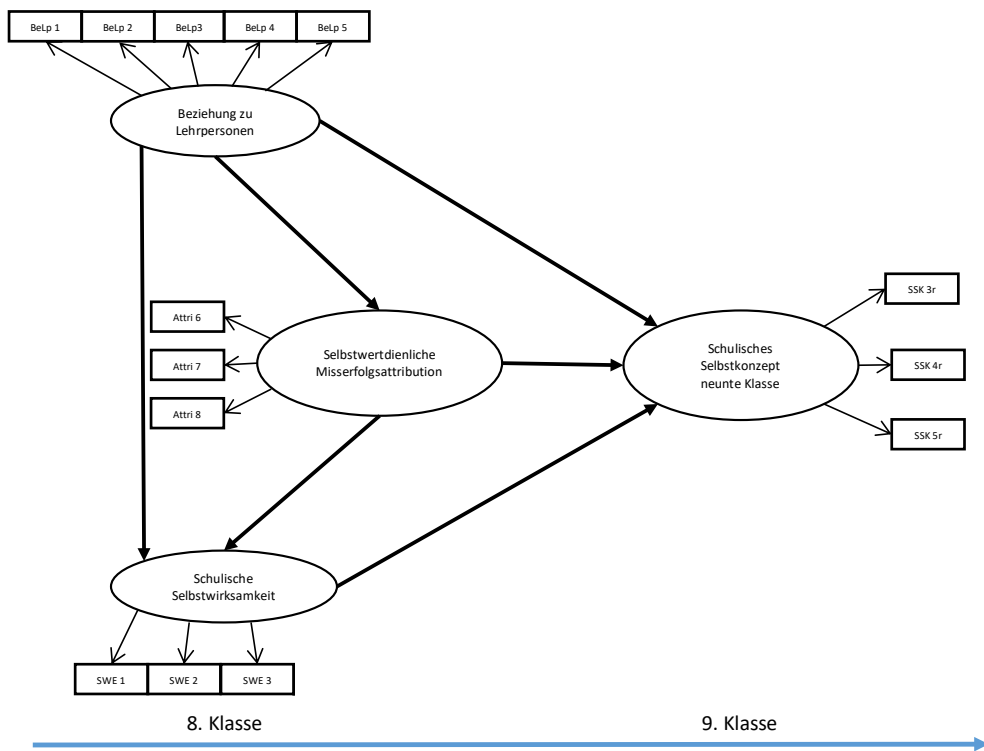 BeLp 1 BeLp 2 BeLp3 BeLp 4 BeLp 5
Beziehung zu
Lehrpersonen
Attri 6
Attri 7
Attri 8
Selbstwertdienliche
Misserfolgsattribution
Schulisches
Selbstkonzept
neunte Klasse
SSK 3r
SSK 4r
SSK 5r
Schulische
Selbstwirksamkeit
SWE 1 SWE 2 SWE 3
8. Klasse 9. Klasse